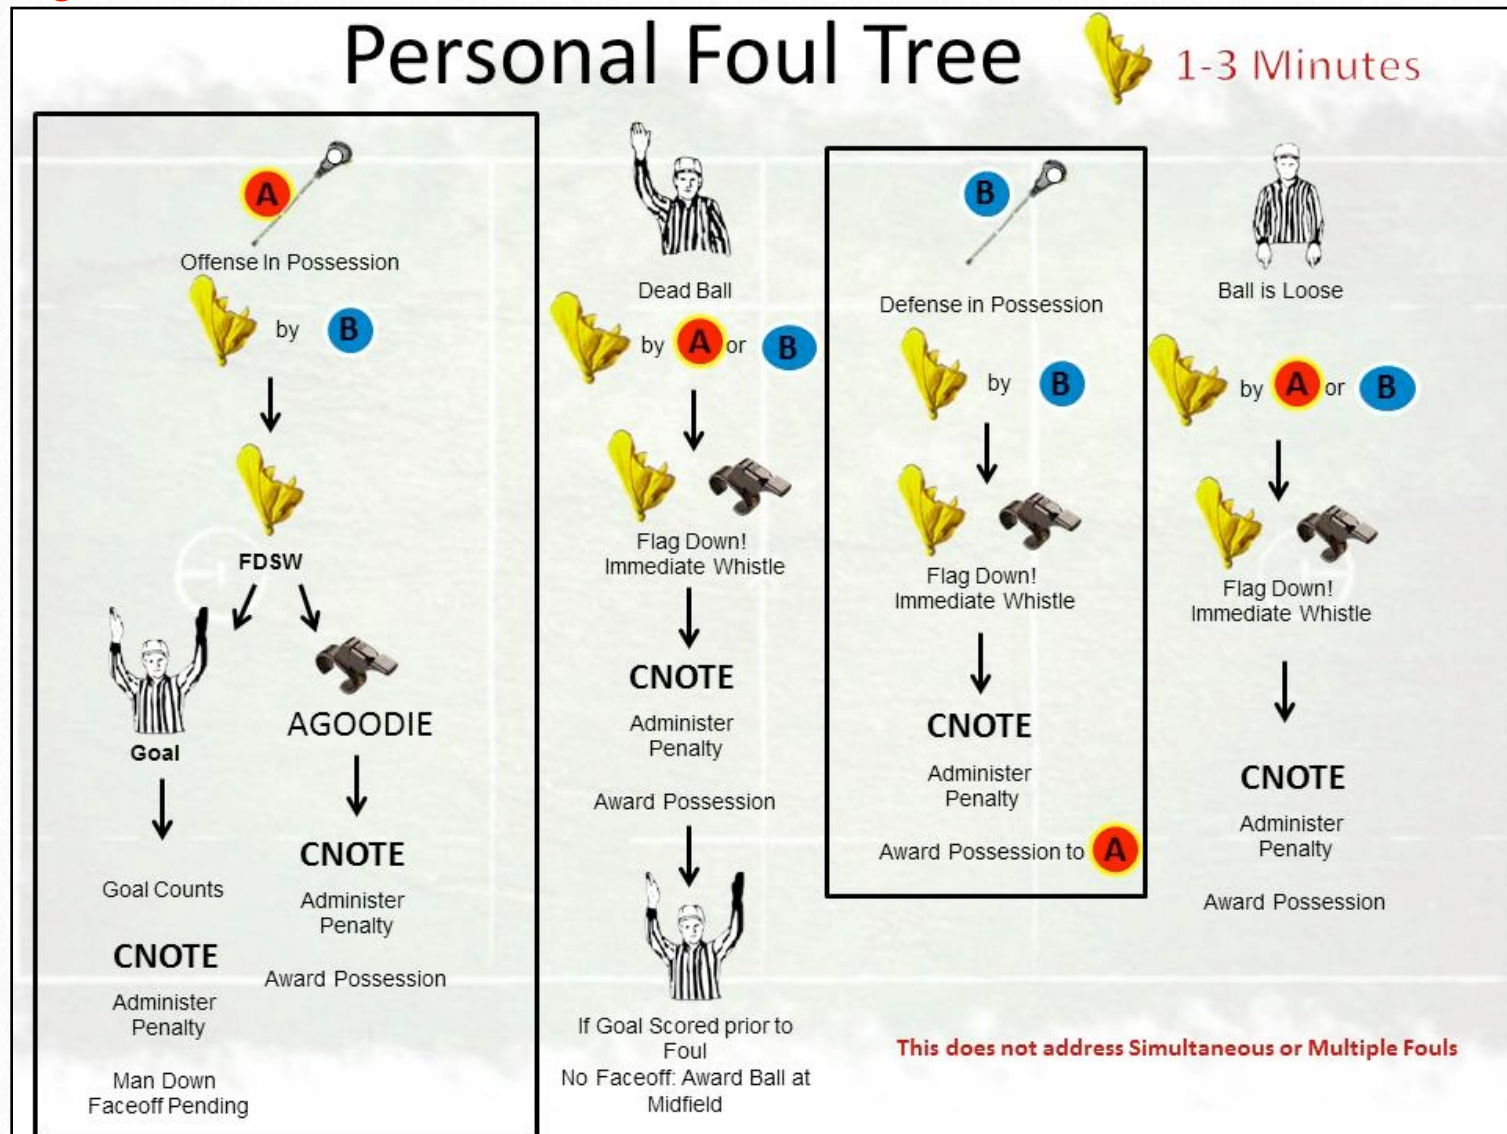 Personal Foul Tree
1-3 Minutes
A
Offense In Possession
by B
FDSW
Goal
Goal Counts
CNOTE
Administer
Penalty
Man Down
Faceoff Pending
AGOODIE
CNOTE
Administer
Penalty
Award Possession
Dead Ball
by A or B
Flag Down!
Immediate Whistle
CNOTE
Administer
Penalty
Award Possession
If Goal Scored prior to
Foul
No Faceoff: Award Ball at
Midfield
B
Defense in Possession
by B
Flag Down!
Immediate Whistle
CNOTE
Administer
Penalty
Award Possession to A
Ball is Loose
by A or B
Flag Down!
Immediate Whistle
CNOTE
Administer
Penalty
Award Possession
This does not address Simultaneous or Multiple Fouls